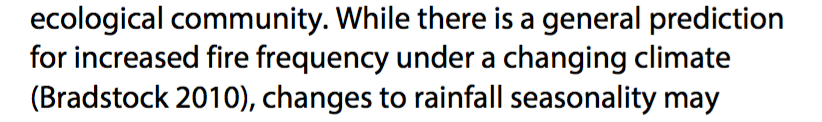 ecological community. While there is a general prediction
for increased fire frequency under a changing climate
(Bradstock 2010), changes to rainfall seasonality may